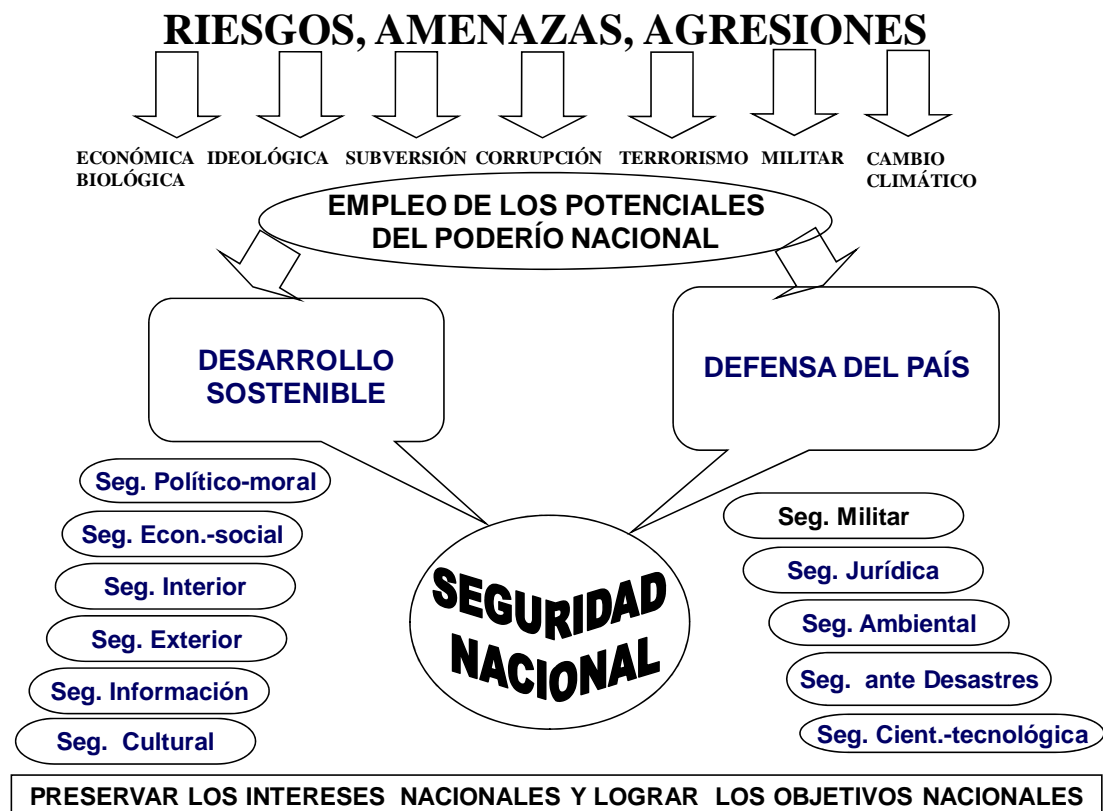 RIESGOS, AMENAZAS, AGRESIONES
ECONÓMICA IDEOLÓGICA SUBVERSIÓN CORRUPCIÓN TERRORISMO MILITAR CAMBIO
BIOLÓGICA CLIMÁTICO
EMPLEO DE LOS POTENCIALES
DEL PODERÍO NACIONAL
DESARROLLO
SOSTENIBLE
DEFENSA DEL PAÍS
Seg. Político-moral
Seg. Econ.-social
Seg. Interior
Seg. Exterior
Seg. Información
Seg. Cultural
SEGURIDAD
NACIONAL
Seg. Militar
Seg. Jurídica
Seg. Ambiental
Seg. ante Desastres
Seg. Cient.-tecnológica
PRESERVAR LOS INTERESES NACIONALES Y LOGRAR LOS OBJETIVOS NACIONALES